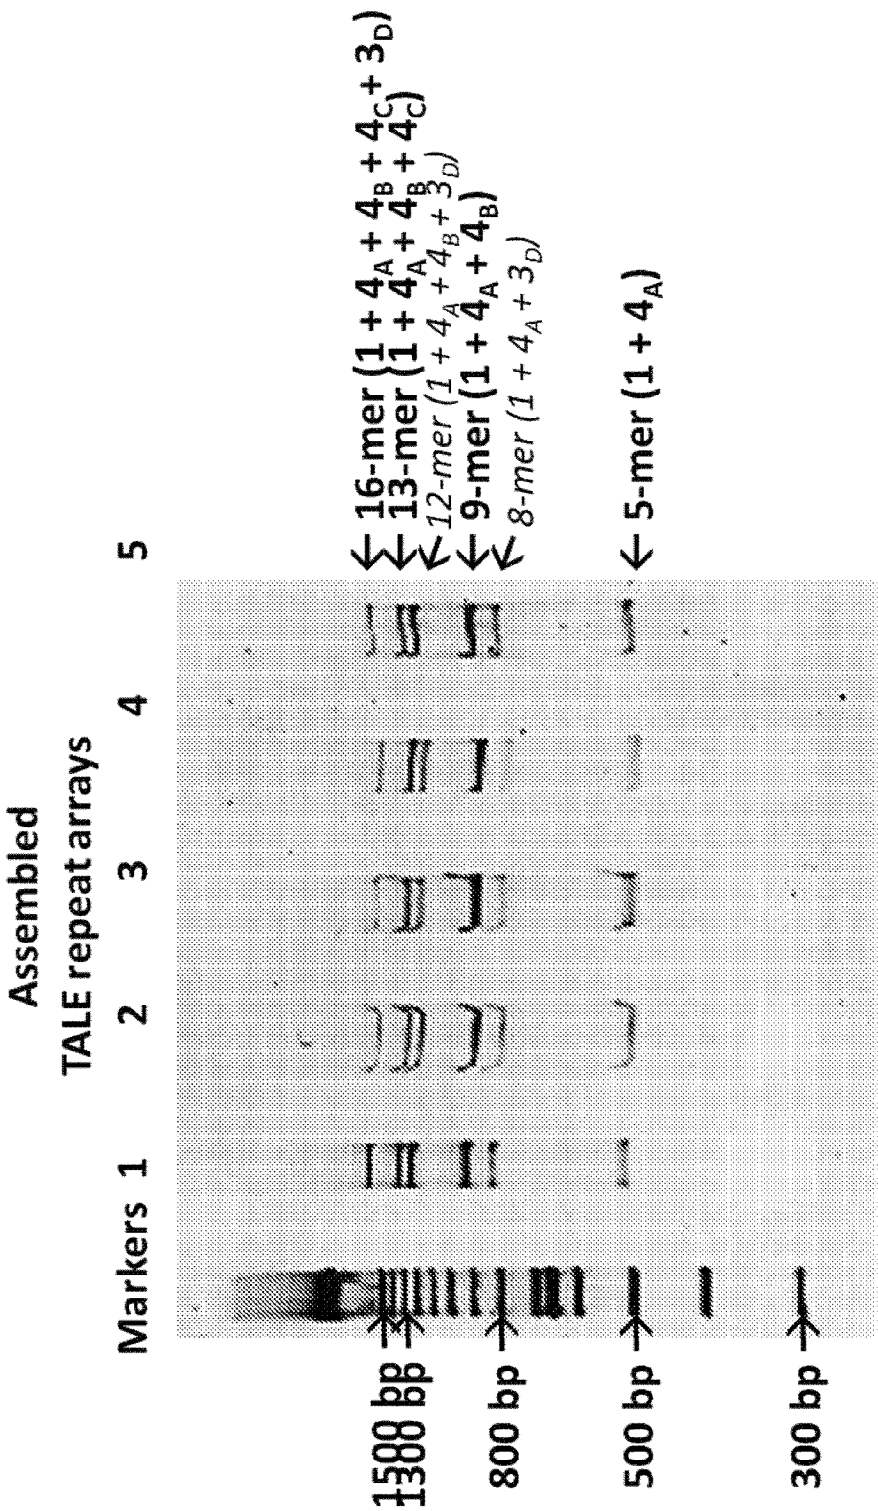 Assembled
TALE repeat arrays
Markers 1 2 3 4 5
1500 bp
1300 bp
800 bp
500 bp
300 bp
16-mer (1 + 4A + 4B + 4C + 3D)
13-mer (1 + 4A + 4B + 4C)
12-mer (1 + 4A + 4B + 3D)
9-mer (1 + 4A + 4B)
8-mer (1 + 4A + 3D)
5-mer (1 + 4A)